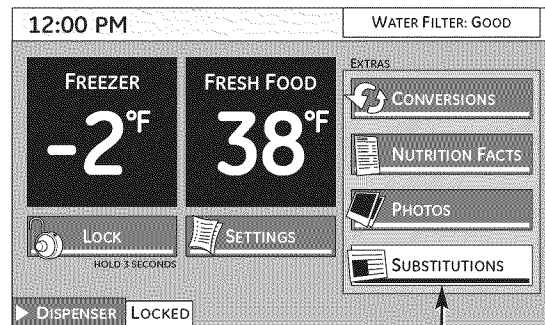 12:00 PM
WATER FILTER: GOOD
FREEZER
-2°F
FRESH FOOD
38°F
LOCK
HOLD 3 SECONDS
SETTINGS
EXTRAS
CONVERSIONS
NUTRITION FACTS
PHOTOS
SUBSTITUTIONS
DISPENSER LOCKED